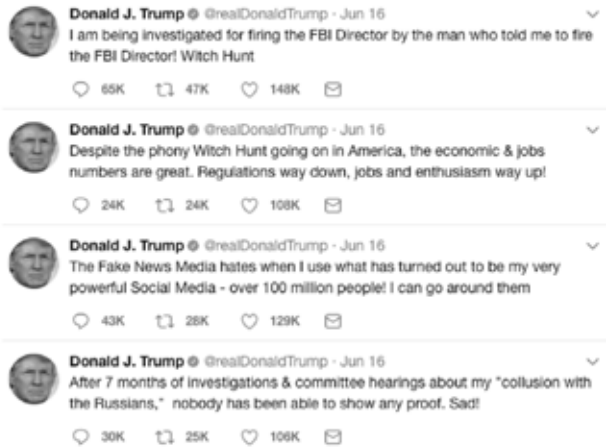 Donald J. Trump @realDonaldTrump · Jun 16
I am being investigated for firing the FBI Director by the man who told me to fire
the FBI Director! Witch Hunt
65K 47K 148K
Donald J. Trump @realDonaldTrump · Jun 16
Despite the phony Witch Hunt going on in America, the economic & jobs
numbers are great. Regulations way down, jobs and enthusiasm way up!
24K 24K 108K
Donald J. Trump @realDonaldTrump · Jun 16
The Fake News Media hates when I use what has turned out to be my very
powerful Social Media - over 100 million people! I can go around them
43K 28K 129K
Donald J. Trump @realDonaldTrump · Jun 16
After 7 months of investigations & committee hearings about my "collusion with
the Russians," nobody has been able to show any proof. Sad!
30K 25K 106K